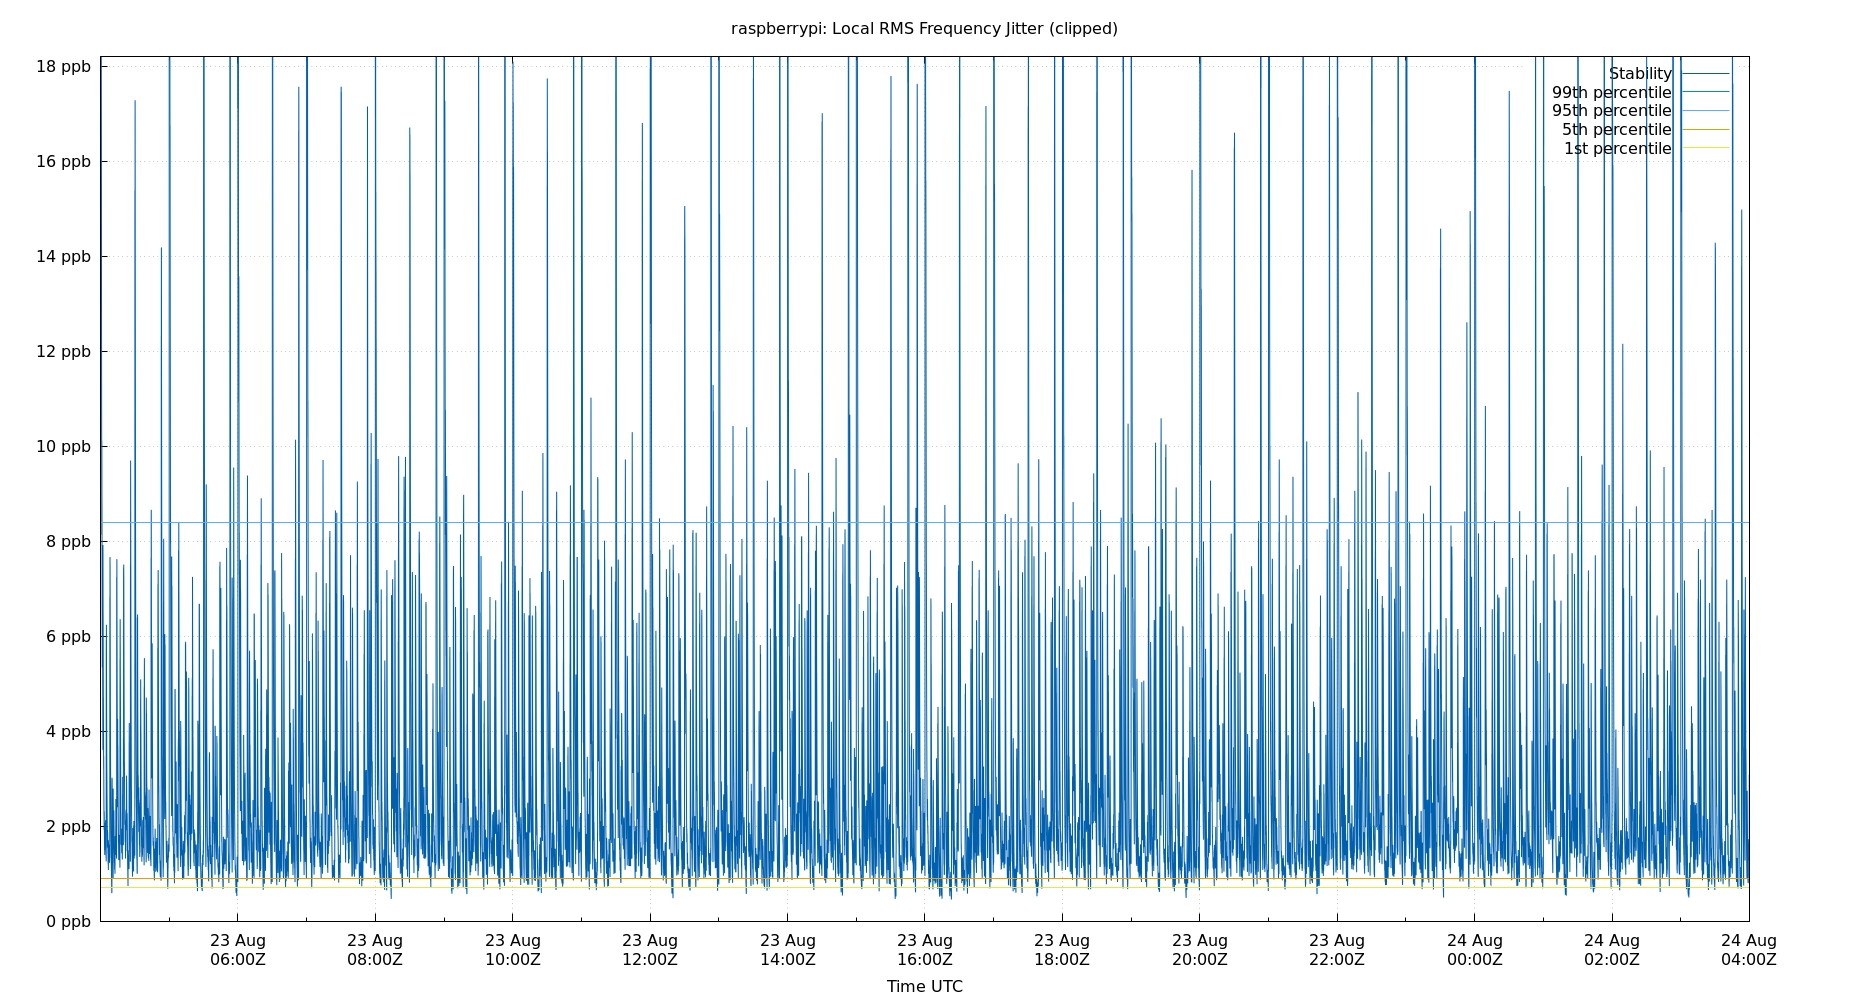 raspberrypi: Local RMS Frequency Jitter (clipped)
18 ppb
16 ppb
14 ppb
12 ppb
10 ppb
8 ppb
6 ppb
4 ppb
2 ppb
0 ppb
Stability
99th percentile
95th percentile
5th percentile
1st percentile
23 Aug 23 Aug 23 Aug 23 Aug 23 Aug 23 Aug 23 Aug 23 Aug 23 Aug 24 Aug 24 Aug 24 Aug
06:00Z 08:00Z 10:00Z 12:00Z 14:00Z 16:00Z 18:00Z 20:00Z 22:00Z 00:00Z 02:00Z 04:00Z
Time UTC